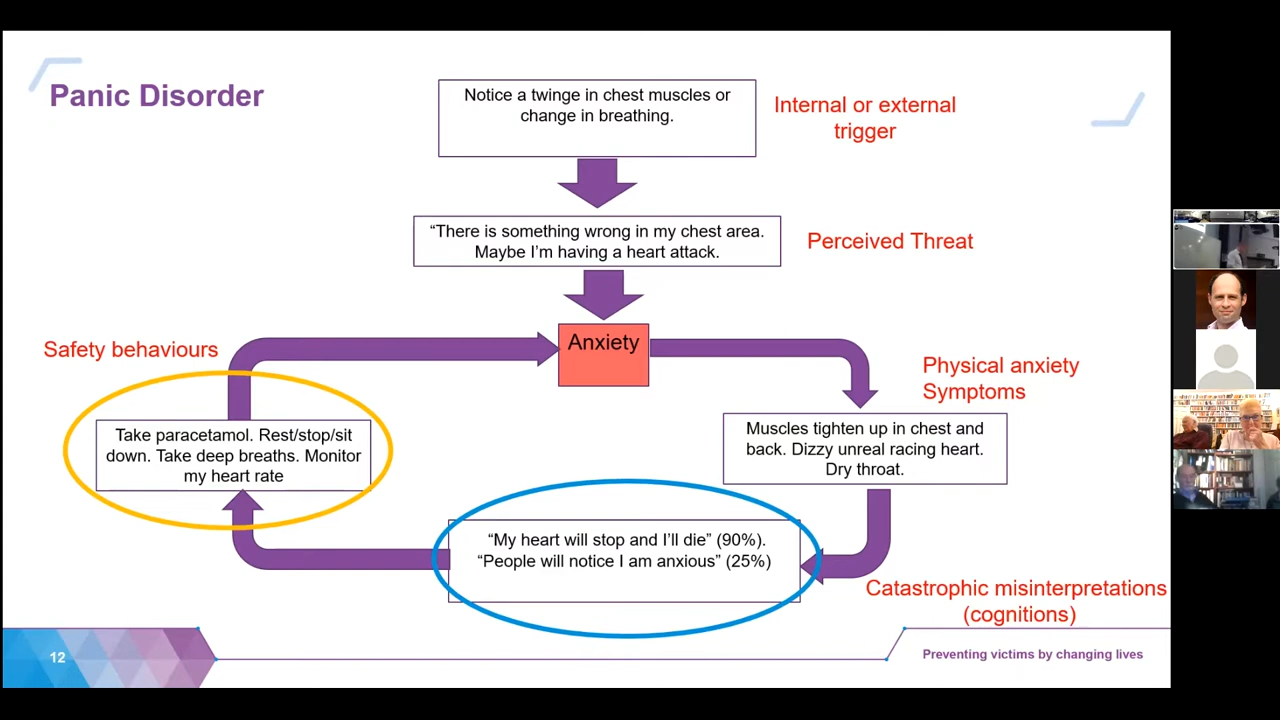 Panic Disorder
Notice a twinge in chest muscles or
change in breathing.
Internal or external
trigger
“There is something wrong in my chest area.
Maybe I’m having a heart attack.
Perceived Threat
Anxiety
Safety behaviours
Physical anxiety
Symptoms
Take paracetamol. Rest/stop/sit
down. Take deep breaths. Monitor
my heart rate
Muscles tighten up in chest and
back. Dizzy unreal racing heart.
Dry throat.
“My heart will stop and I’ll die” (90%).
“People will notice I am anxious” (25%)
Catastrophic misinterpretations
(cognitions)
12
Preventing victims by changing lives